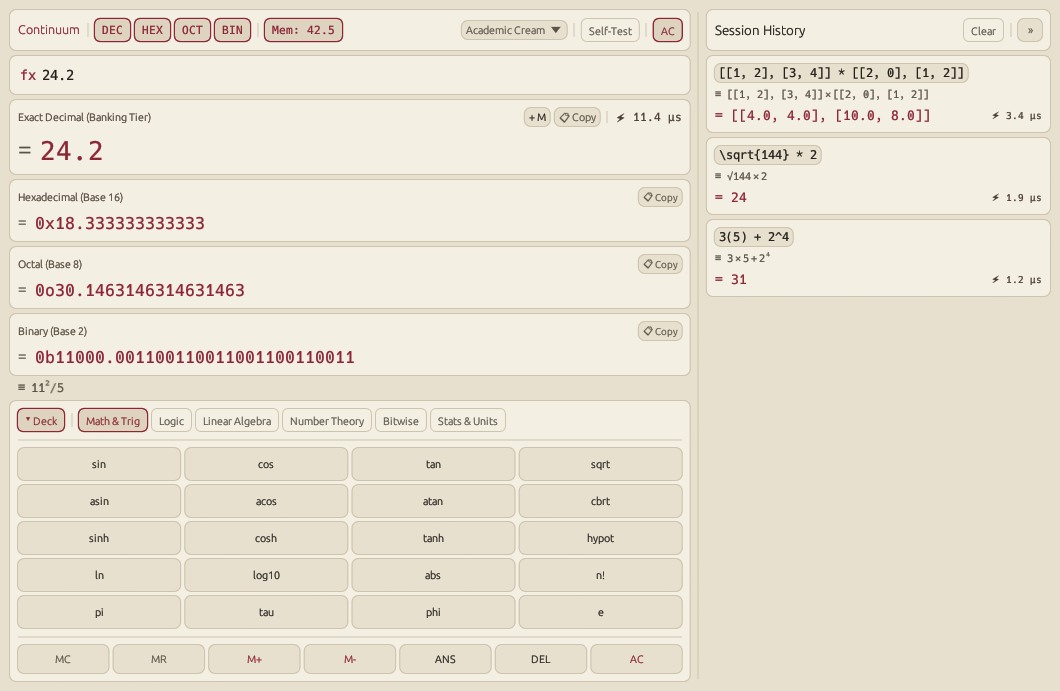 Continuum DEC HEX OCT BIN Mem: 42.5 Academic Cream ▼ Self-Test AC
fx 24.2
Exact Decimal (Banking Tier) +M Copy ⚡ 11.4 µs
= 24.2
Hexadecimal (Base 16) Copy
= 0x18.333333333333
Octal (Base 8) Copy
= 0o30.1463146314631463
Binary (Base 2) Copy
= 0b11000.001100110011001100110011
≡ 11²/5
▾ Deck Math & Trig Logic Linear Algebra Number Theory Bitwise Stats & Units
sin cos tan sqrt
asin acos atan cbrt
sinh cosh tanh hypot
ln log10 abs n!
pi tau phi e
MC MR M+ M- ANS DEL AC
Session History Clear »
[[1, 2], [3, 4]] * [[2, 0], [1, 2]]
≡ [[1, 2], [3, 4]]×[[2, 0], [1, 2]]
= [[4.0, 4.0], [10.0, 8.0]] ⚡ 3.4 µs
\sqrt{144} * 2
≡ √144×2
= 24 ⚡ 1.9 µs
3(5) + 2^4
≡ 3×5+2⁴
= 31 ⚡ 1.2 µs